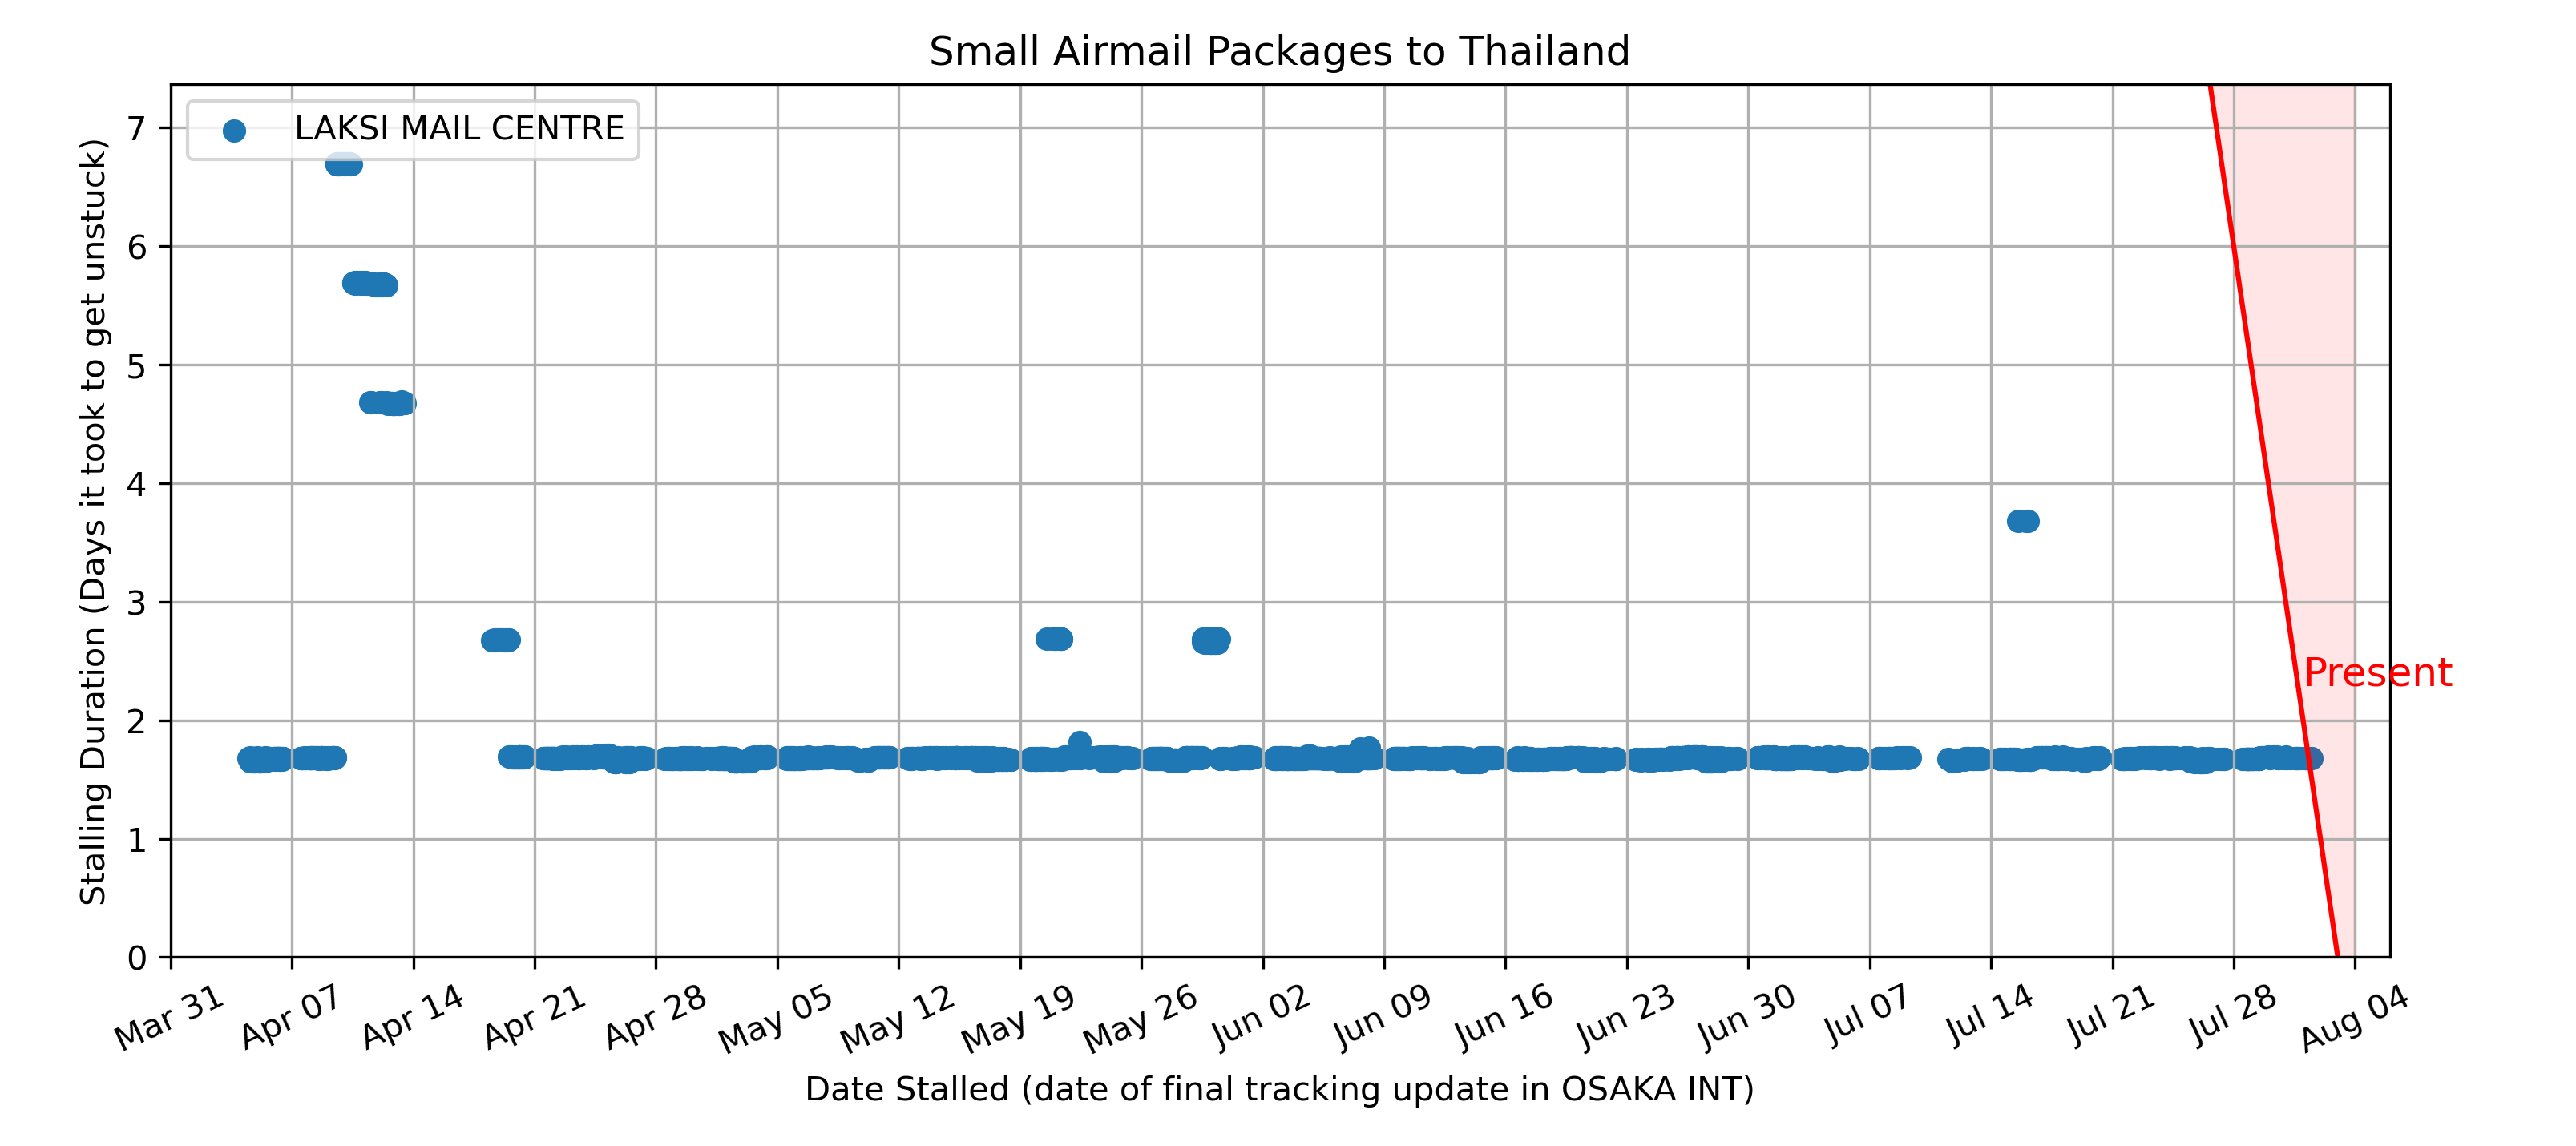 Small Airmail Packages to Thailand
LAKSI MAIL CENTRE
Stalling Duration (Days it took to get unstuck)
7
6
5
4
3
2
1
0
Present
Mar 31
Apr 07
Apr 14
Apr 21
Apr 28
May 05
May 12
May 19
May 26
Jun 02
Jun 09
Jun 16
Jun 23
Jun 30
Jul 07
Jul 14
Jul 21
Jul 28
Aug 04
Date Stalled (date of final tracking update in OSAKA INT)